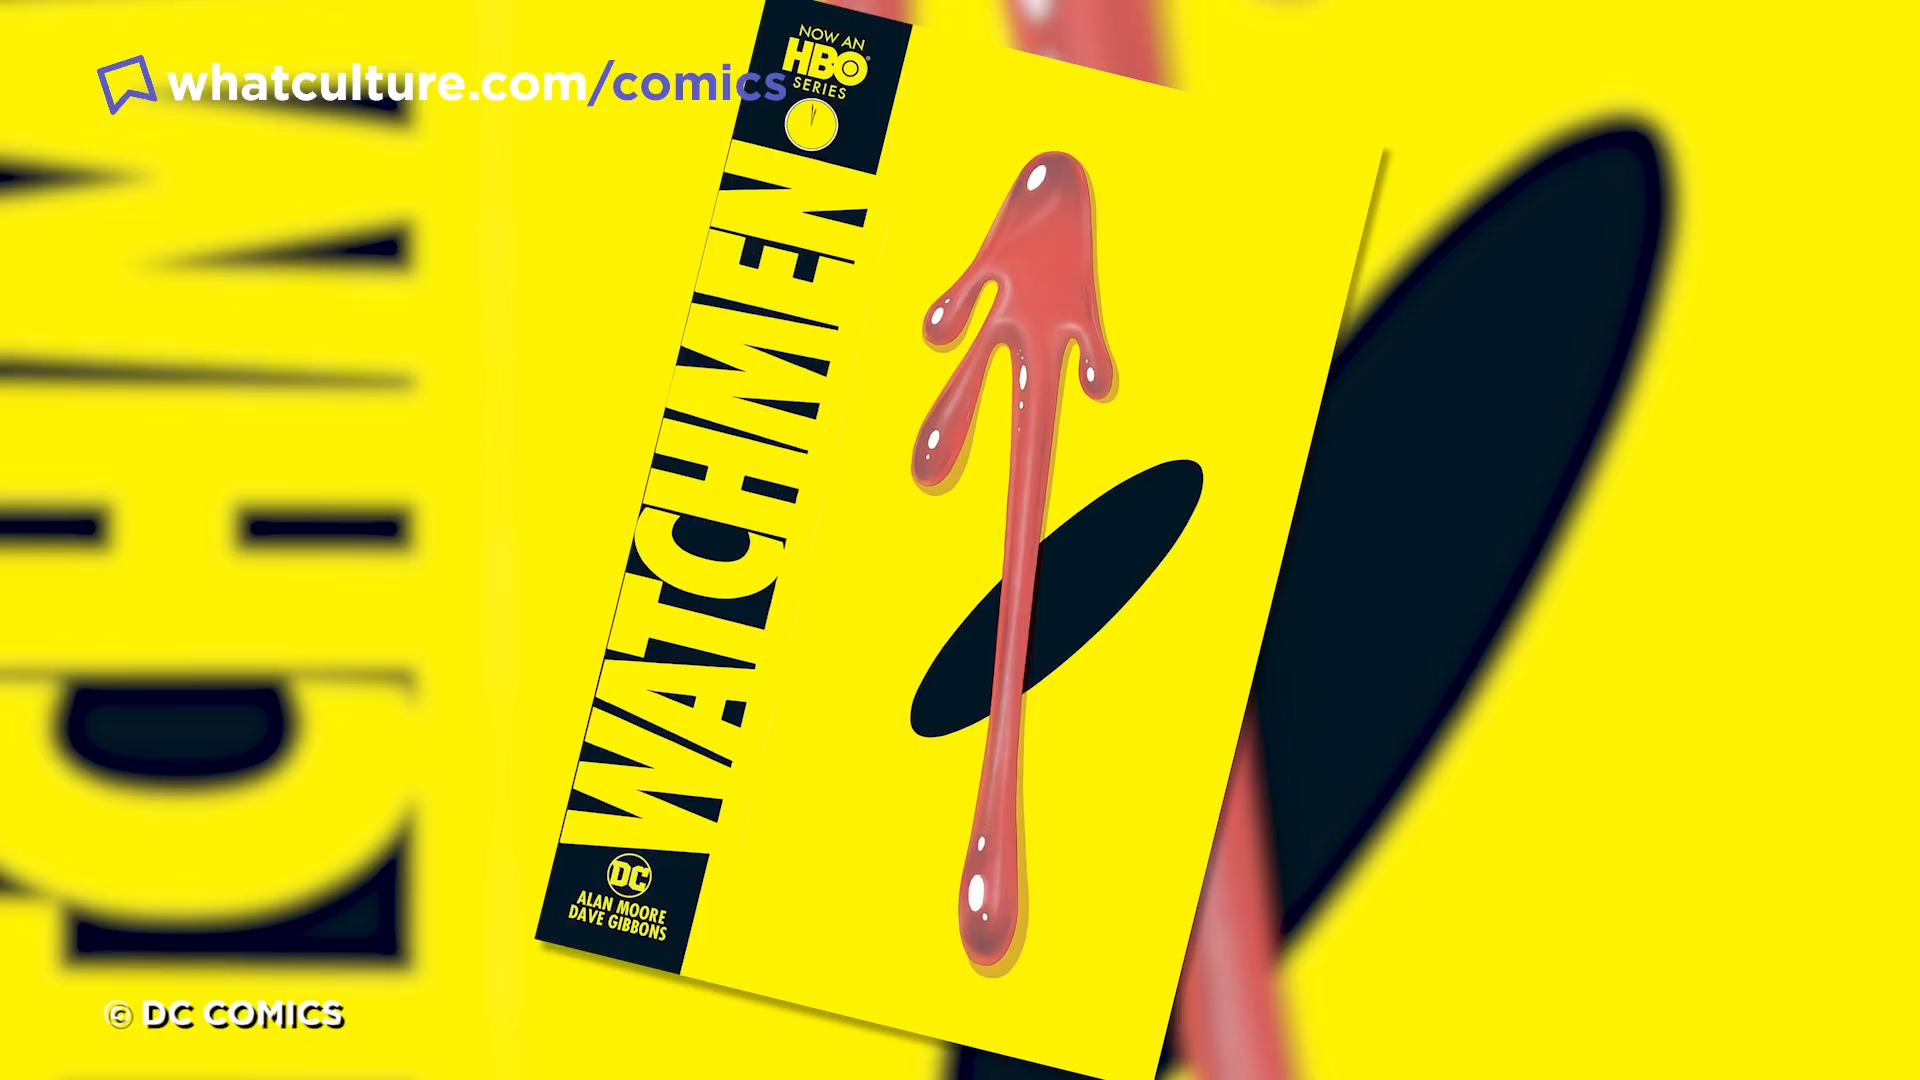 whatculture.com/comics
NOW AN
HBO
SERIES
WATCHMEN
DC
ALAN MOORE
DAVE GIBBONS
© DC COMICS